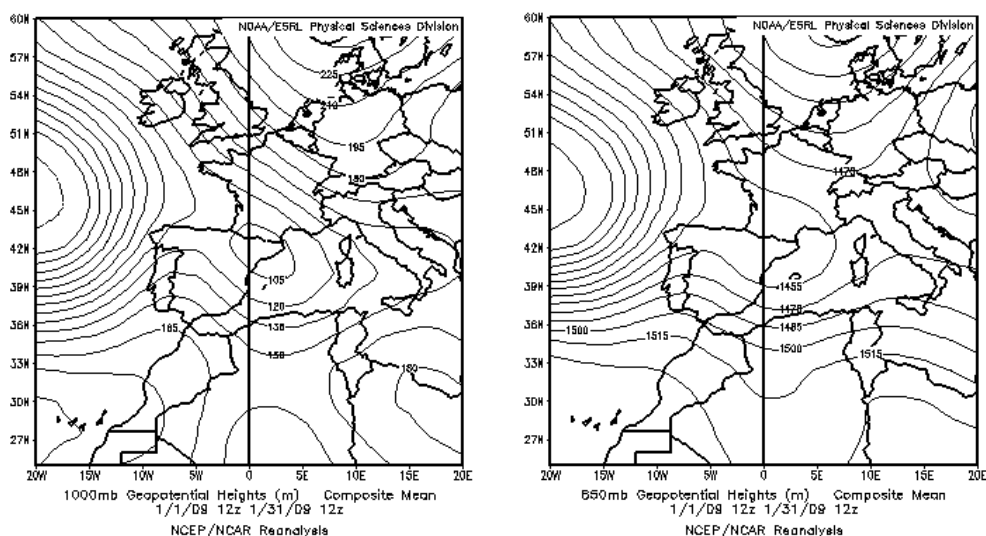 NOAA/ESRL Physical Sciences Division
60N
57N
54N
51N
48N
45N
42N
39N
36N
33N
30N
27N
225
210
195
180
105
120
150
165
180
20W
15W
10W
5W
0
5E
10E
15E
20E
1000mb Geopotential Heights (m) Composite Mean
1/1/09 12z 1/31/09 12z
NCEP/NCAR Reanalysis
NOAA/ESRL Physical Sciences Division
60N
57N
54N
51N
48N
45N
42N
39N
36N
33N
30N
27N
1470
1455
1470
1485
1500
1515
1500
1515
20W
15W
10W
5W
0
5E
10E
15E
20E
850mb Geopotential Heights (m) Composite Mean
1/1/09 12z 1/31/09 12z
NCEP/NCAR Reanalysis